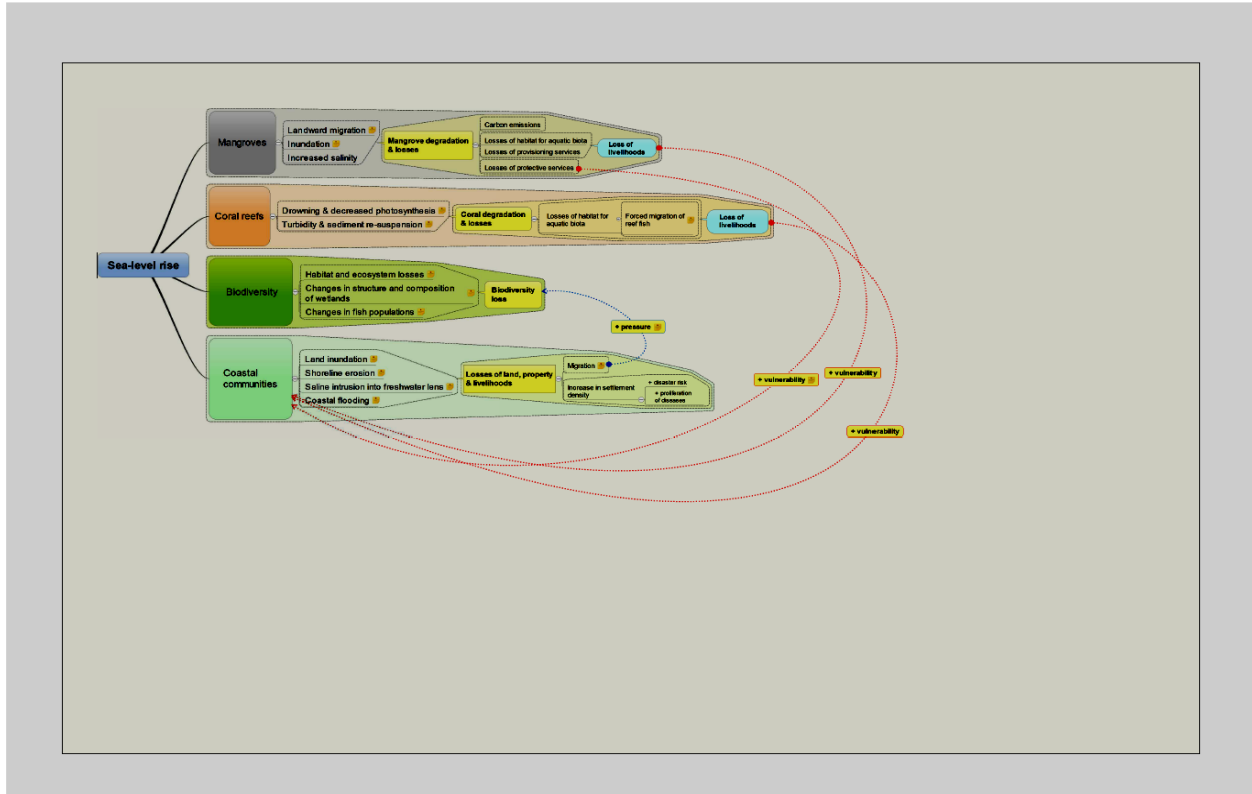 Mangroves
Landward migration
Inundation
Increased salinity
Mangrove degradation
& losses
Carbon emissions
Losses of habitat for aquatic biota
Losses of provisioning services
Losses of protective services
Loss of
livelihoods
Coral reefs
Drowning & decreased photosynthesis
Turbidity & sediment re-suspension
Coral degradation
& losses
Losses of habitat for
aquatic biota
Forced migration of
reef fish
Loss of
livelihoods
Sea-level rise
Biodiversity
Habitat and ecosystem losses
Changes in structure and composition
of wetlands
Changes in fish populations
Biodiversity
loss
+ pressure
Coastal
communities
Land inundation
Shoreline erosion
Saline intrusion into freshwater lens
Coastal flooding
Losses of land, property
& livelihoods
Migration
Increase in settlement
density
+ disaster risk
+ proliferation
of diseases
+ vulnerability
+ vulnerability
+ vulnerability